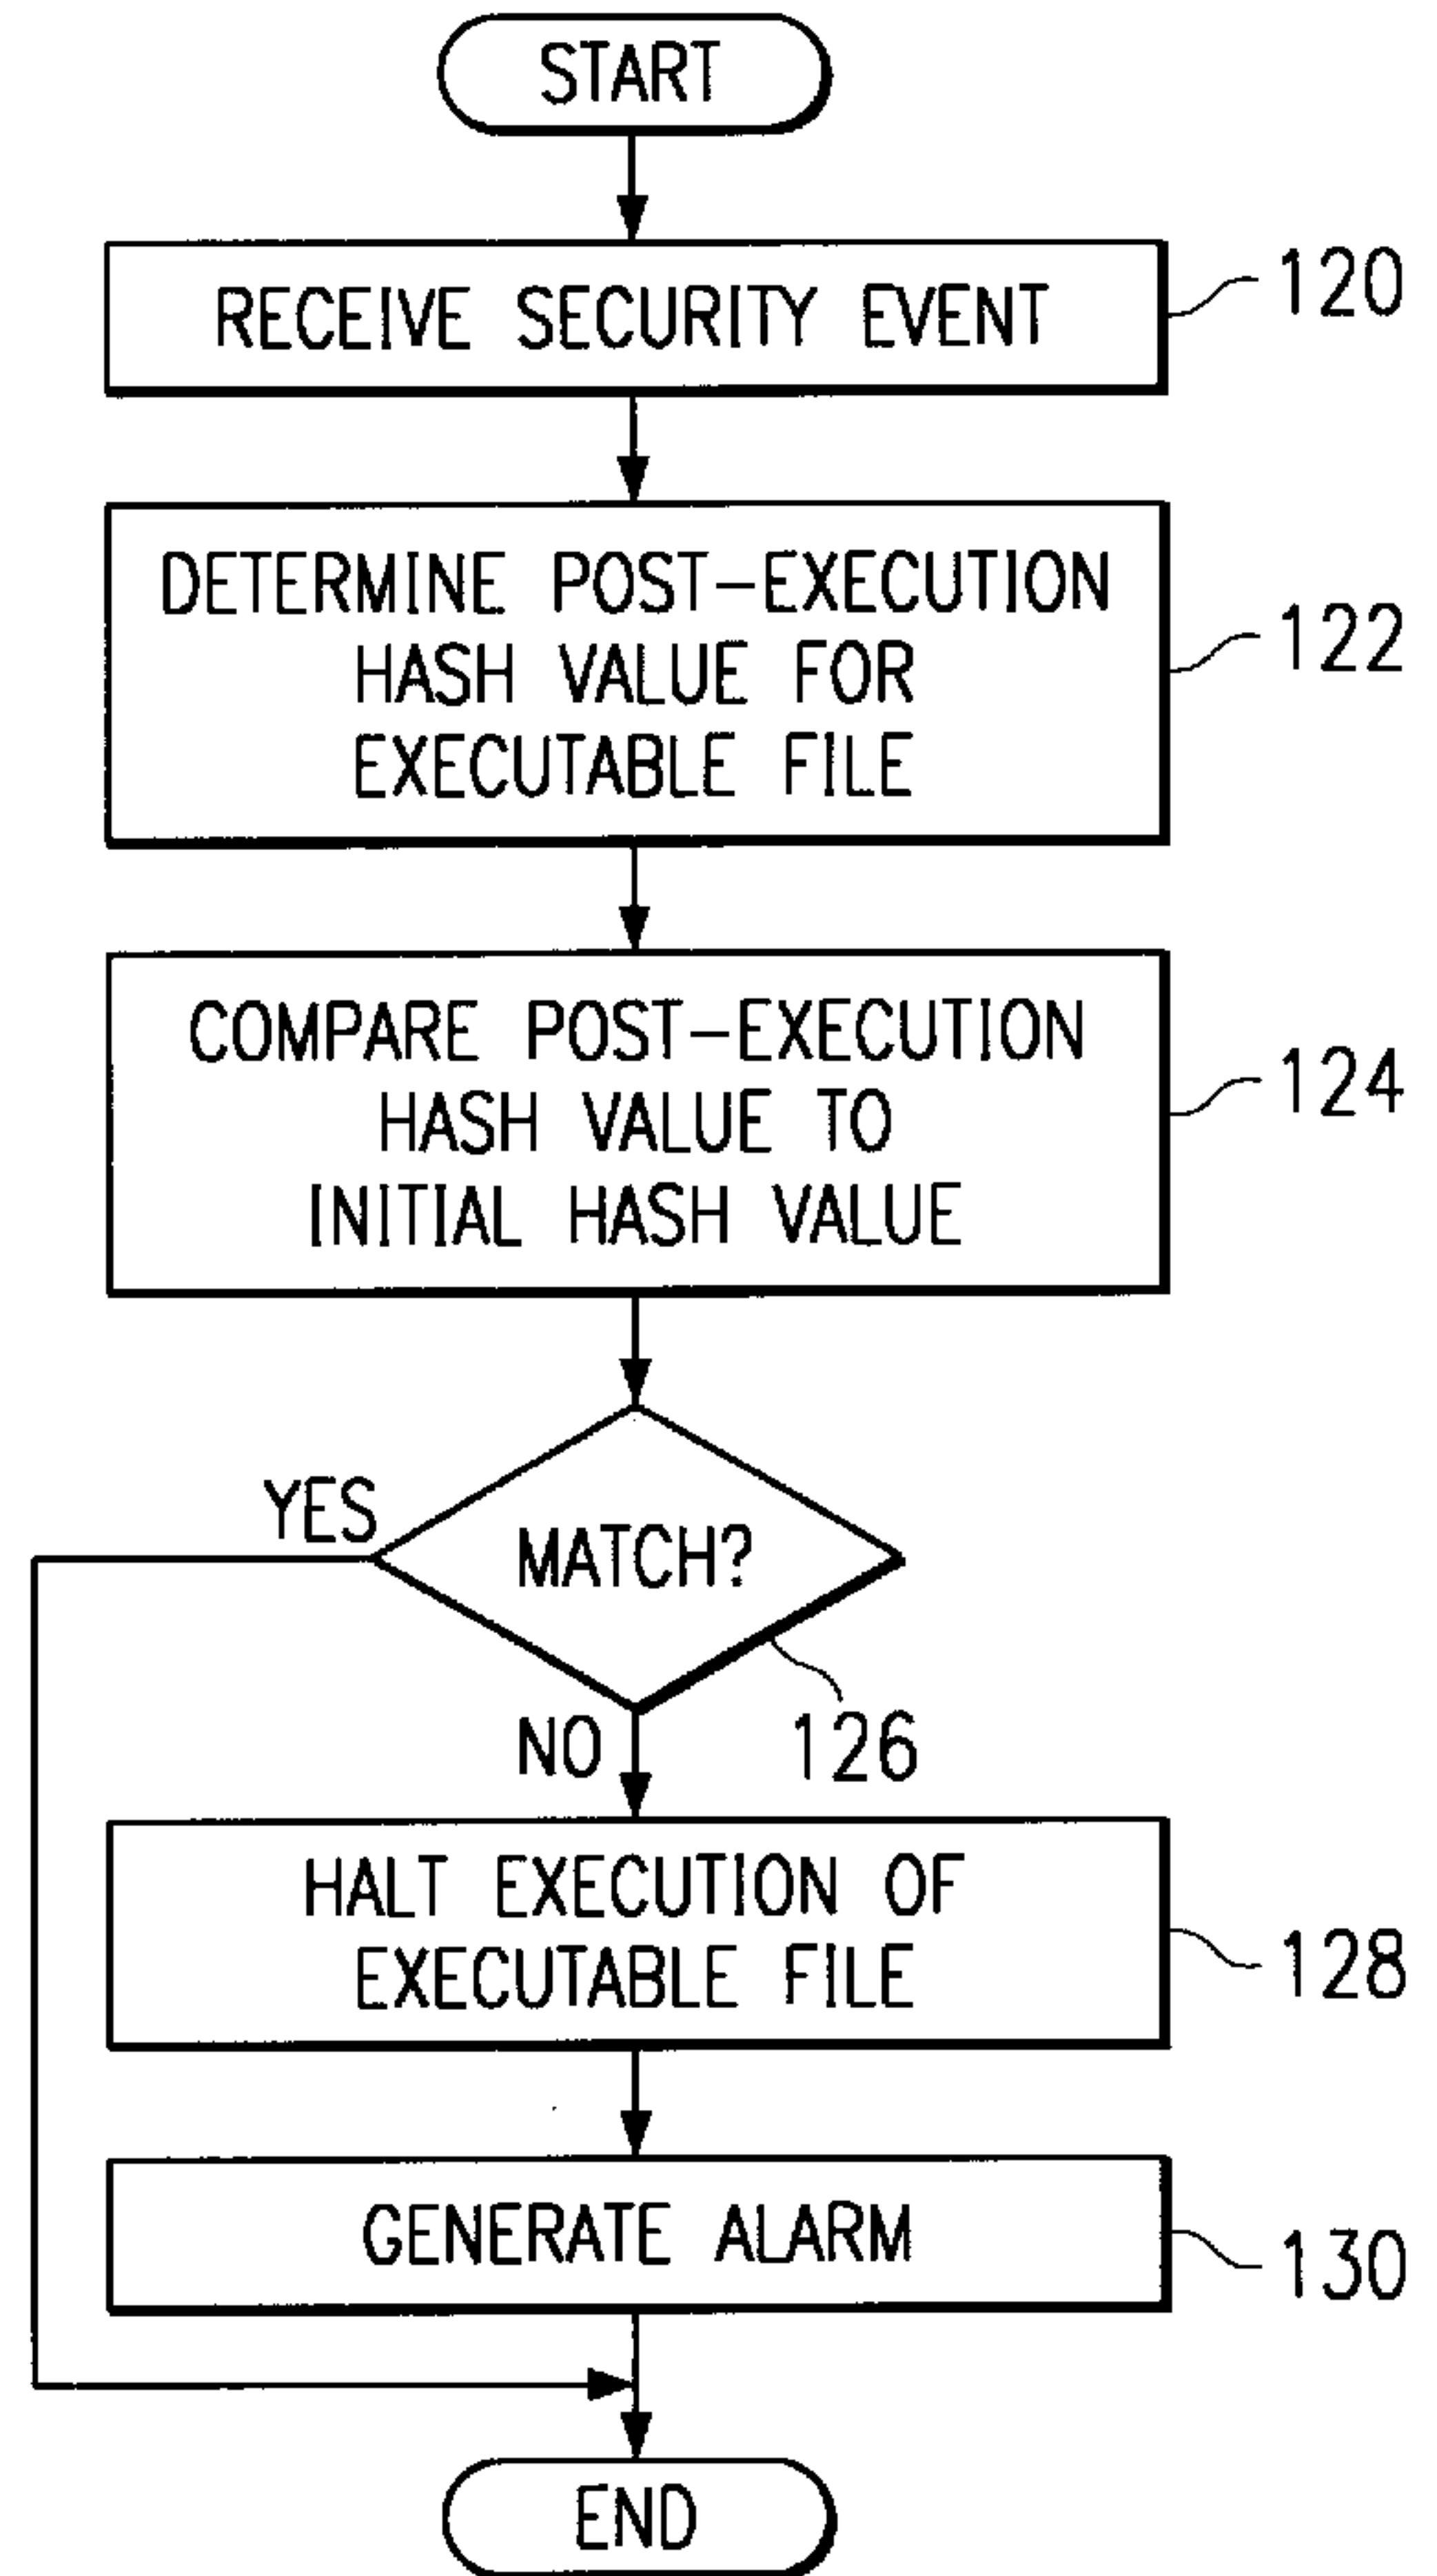 START
RECEIVE SECURITY EVENT
120
DETERMINE POST-EXECUTION
HASH VALUE FOR
EXECUTABLE FILE
122
COMPARE POST-EXECUTION
HASH VALUE TO
INITIAL HASH VALUE
124
YES
MATCH?
NO
126
HALT EXECUTION OF
EXECUTABLE FILE
128
GENERATE ALARM
130
END